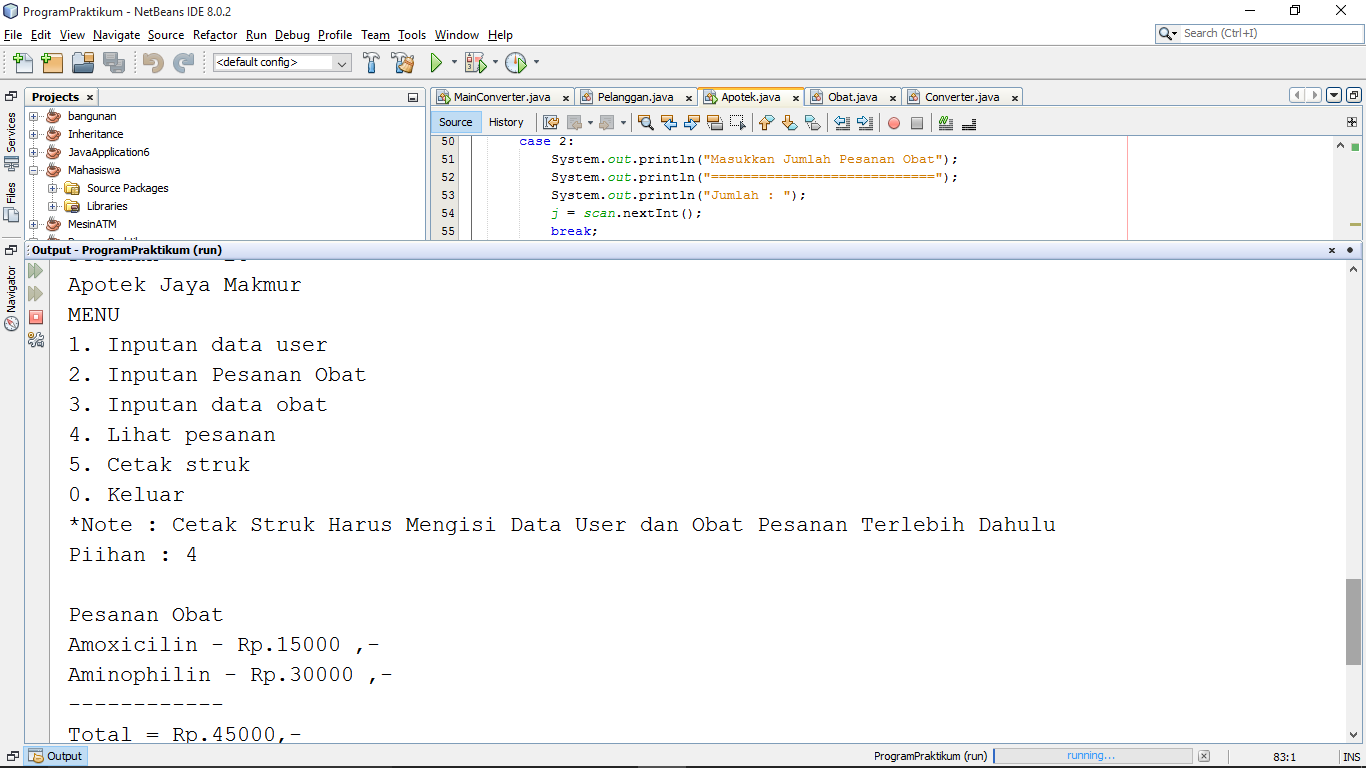 ProgramPraktikum - NetBeans IDE 8.0.2
File Edit View Navigate Source Refactor Run Debug Profile Team Tools Window Help
Search (Ctrl+I)
<default config>
Projects
MainConverter.java Pelanggan.java Apotek.java Obat.java Converter.java
Services
Files
Navigator
bangunan
Inheritance
JavaApplication6
Mahasiswa
Source Packages
Libraries
MesinATM
Source History
50 case 2:
51 System.out.println("Masukkan Jumlah Pesanan Obat");
52 System.out.println("============================");
53 System.out.println("Jumlah : ");
54 j = scan.nextInt();
55 break;
Output - ProgramPraktikum (run)
Apotek Jaya Makmur
MENU
1. Inputan data user
2. Inputan Pesanan Obat
3. Inputan data obat
4. Lihat pesanan
5. Cetak struk
0. Keluar
*Note : Cetak Struk Harus Mengisi Data User dan Obat Pesanan Terlebih Dahulu
Piihan : 4
Pesanan Obat
Amoxicilin - Rp.15000 ,-
Aminophilin - Rp.30000 ,-
------------
Total = Rp.45000,-
Output
ProgramPraktikum (run) running... 83:1 INS